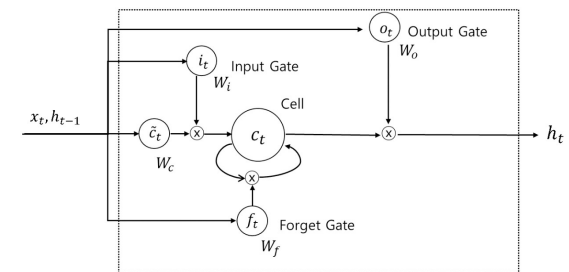 o_t Output Gate
W_o
i_t Input Gate
W_i
Cell
x_t, h_{t-1}
c̃_t x c_t x h_t
W_c
x
f_t Forget Gate
W_f